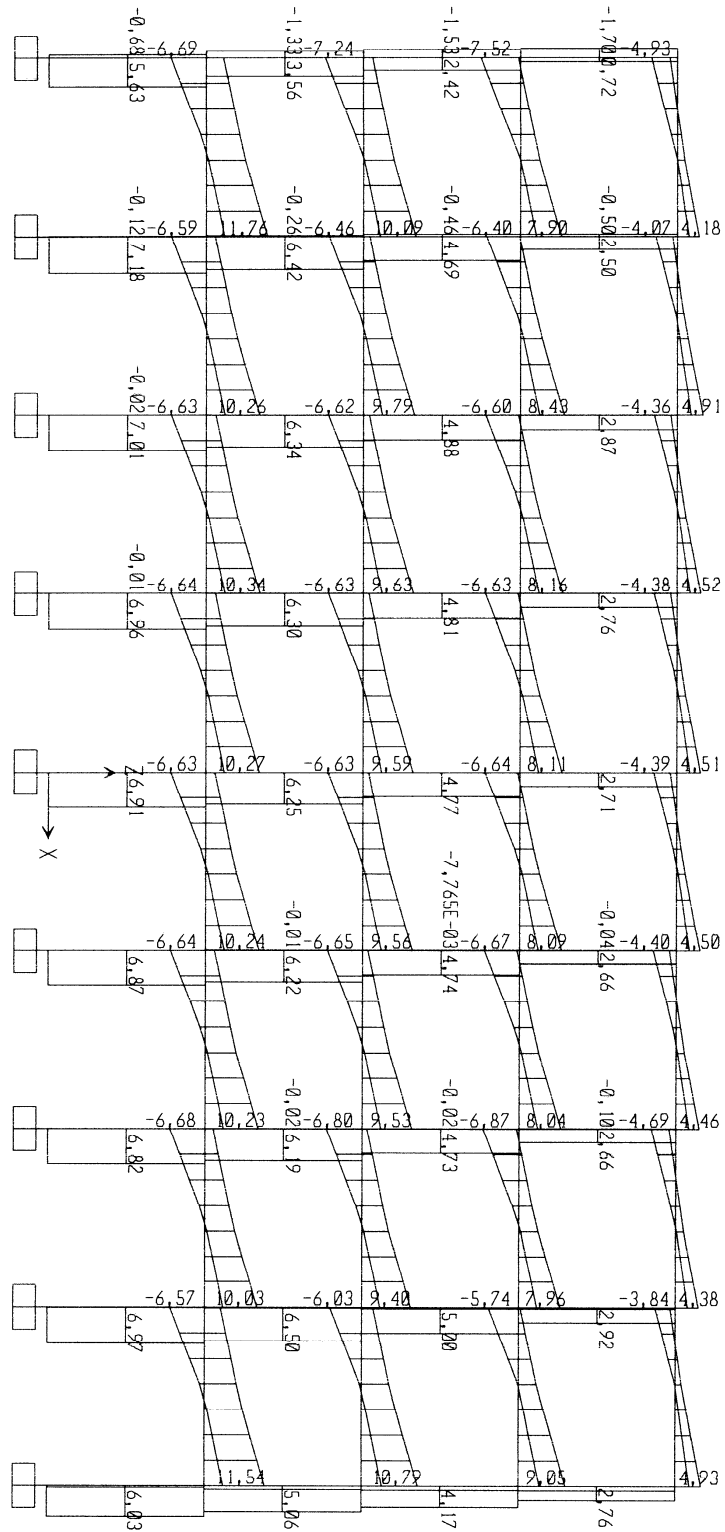 -0,68 5,63 -6,69 -1,33 3,56 -7,24 -1,53 2,42 -7,52 -1,70 0,72 -4,93
-0,12 7,18 -6,59 11,76 -0,26 6,42 -6,46 10,09 -0,46 4,69 -6,40 7,90 -0,50 2,50 -4,07 4,18
-0,02 7,01 -6,63 10,26 6,34 -6,62 9,79 4,88 -6,60 8,43 2,87 -4,36 4,91
-0,01 6,96 -6,64 10,34 6,30 -6,63 9,63 4,81 -6,63 8,16 2,76 -4,38 4,52
Z 6,91 -6,63 10,27 6,25 -6,63 9,59 4,77 -6,64 8,11 2,71 -4,39 4,51
X
6,87 -6,64 10,24 -0,01 6,22 -6,65 9,56 -7,765E-03 4,74 -6,67 8,09 -0,04 2,66 -4,40 4,50
6,82 -6,68 10,23 -0,02 6,19 -6,80 9,53 -0,02 4,73 -6,87 8,04 -0,10 2,66 -4,69 4,46
6,97 -6,57 10,03 6,50 -6,03 9,40 5,00 -5,74 7,96 2,92 -3,84 4,38
6,03 11,54 5,06 10,79 4,17 9,05 2,76 4,93